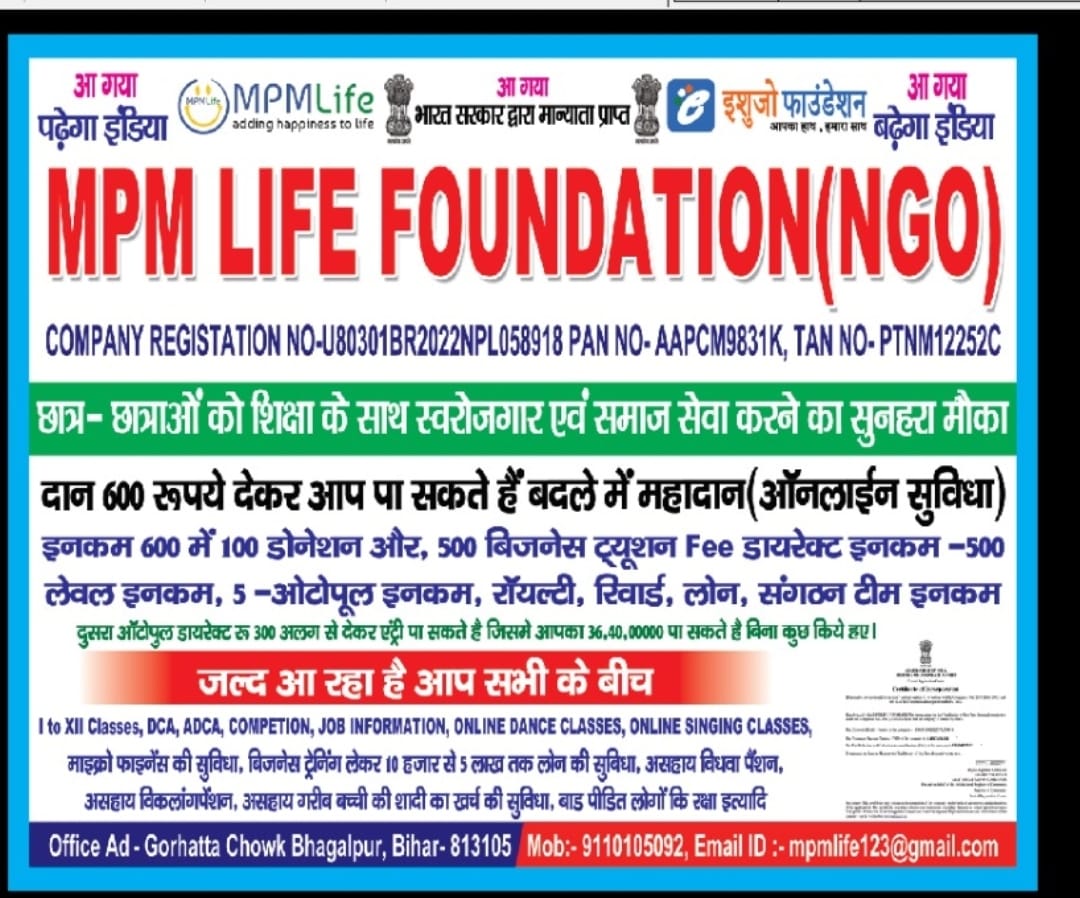 आ गया
पढ़ेगा इंडिया
MPMLife
MPMLife
adding happiness to life
आ गया
भारत सरकार द्वारा मान्यता प्राप्त
इशुजो फाउंडेशन
आपका हाथ, हमारा साथ
आ गया
बढ़ेगा इंडिया
MPM LIFE FOUNDATION(NGO)
COMPANY REGISTATION NO-U80301BR2022NPL058918 PAN NO- AAPCM9831K, TAN NO- PTNM12252C
छात्र- छात्राओं को शिक्षा के साथ स्वरोजगार एवं समाज सेवा करने का सुनहरा मौका
दान 600 रूपये देकर आप पा सकते हैं बदले में महादान(ऑनलाईन सुविधा)
इनकम 600 में 100 डोनेशन और, 500 बिजनेस ट्यूशन Fee डायरेक्ट इनकम -500
लेवल इनकम, 5 -ओटोपूल इनकम, रॉयल्टी, रिवार्ड, लोन, संगठन टीम इनकम
दुसरा ऑटोपुल डायरेक्ट रू 300 अलग से देकर एंट्री पा सकते है जिसमे आपका 36,40,00000 पा सकते है बिना कुछ किये हए।
जल्द आ रहा है आप सभी के बीच
I to XII Classes, DCA, ADCA, COMPETION, JOB INFORMATION, ONLINE DANCE CLASSES, ONLINE SINGING CLASSES,
माइक्रो फाइनेंस की सुविधा, बिजनेस ट्रेनिंग लेकर 10 हजार से 5 लाख तक लोन की सुबिधा, असहाय विधवा पेंशन,
असहाय विकलांगपेंशन, असहाय गरीब बच्ची की शादी का खर्च की सुविधा, बाड पीडित लोगों कि रक्षा इत्यादि
Certificate of Incorporation
Office Ad - Gorhatta Chowk Bhagalpur, Bihar- 813105
Mob:- 9110105092, Email ID :- mpmlife123@gmail.com